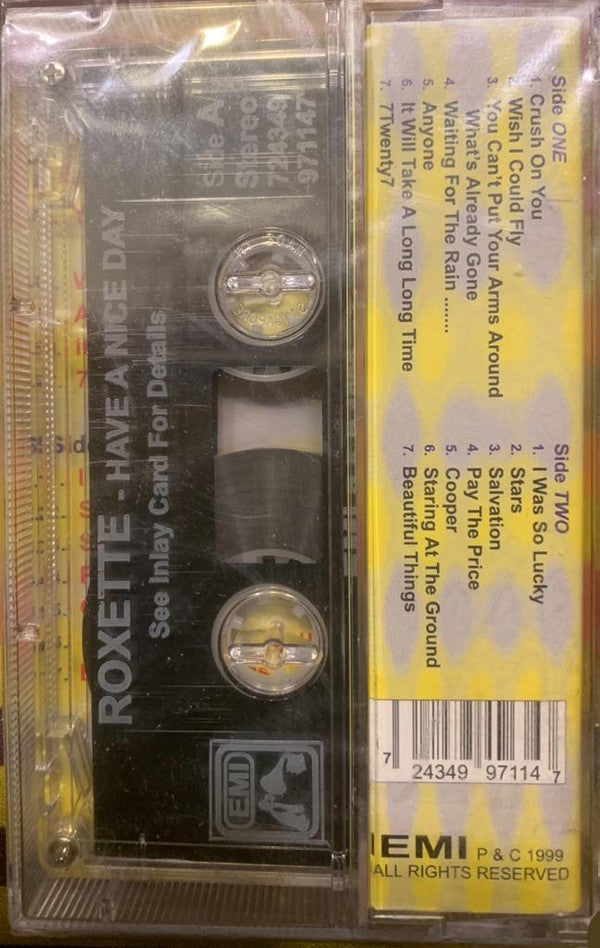 Side ONE
1. Crush On You
2. Wish I Could Fly
3. You Can't Put Your Arms Around
What's Already Gone
4. Waiting For The Rain .......
5. Anyone
6. It Will Take A Long Long Time
7. 7Twenty7
Side TWO
1. I Was So Lucky
2. Stars
3. Salvation
4. Pay The Price
5. Cooper
6. Staring At The Ground
7. Beautiful Things
7 24349 97114 7
EMI P & C 1999
ALL RIGHTS RESERVED
Side A
Stereo
971147
See Inlay Card For Details
ROXETTE - HAVE A NICE DAY
EMI